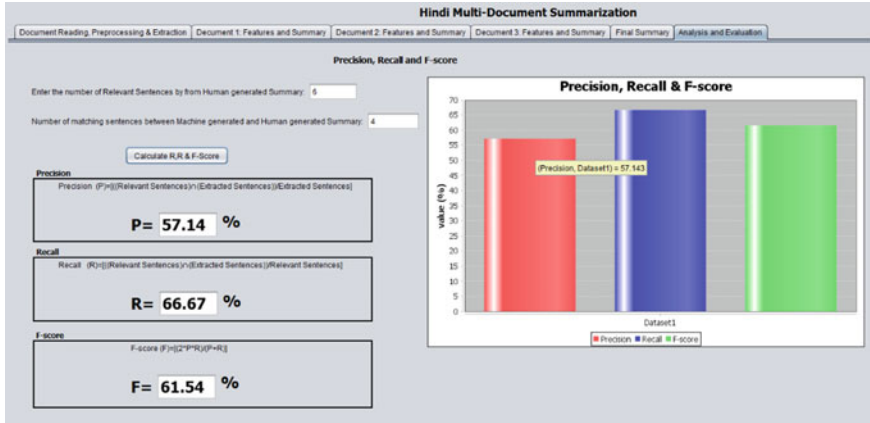 Hindi Multi-Document Summarization
Document Reading, Preprocessing & Extraction Decument 1: Features and Summary Decument 2: Features and Summary Decument 3: Features and Summary Final Summary Analysis and Evaluation
Precision, Recall and F-score
Enter the number of Relevant Sentences by from Human generated Summary: 6
Number of matching sentences between Machine generated and Human generated Summary: 4
Calculate R,R & F-Score
Precision
Precision (P)=[((Relevant Sentences)∩(Extracted Sentences))/Extracted Sentences]
P= 57.14 %
Recall
Recall (R)=[((Relevant Sentences)∩(Extracted Sentences))/Relevant Sentences]
R= 66.67 %
F-score
F-score (F)=[(2*P*R)/(P+R)]
F= 61.54 %
Precision, Recall & F-score
70
65
60
55
50
45
40
35
30
25
20
15
10
5
0
value (%)
(Precision, Dataset1) = 57.143
Dataset1
Precision Recall F-score